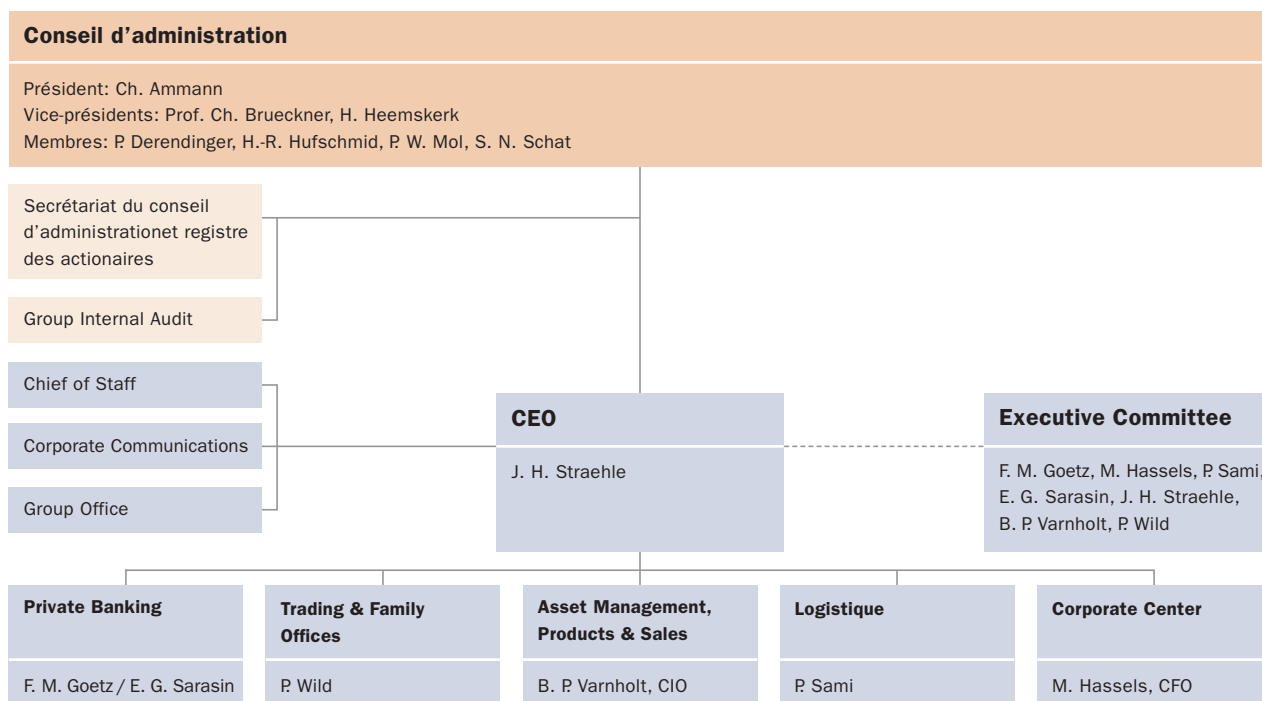 Conseil d’administration
Président: Ch. Ammann
Vice-présidents: Prof. Ch. Brueckner, H. Heemskerk
Membres: P. Derendinger, H.-R. Hufschmid, P. W. Mol, S. N. Schat
Secrétariat du conseil
d’administrationet registre
des actionaires
Group Internal Audit
Chief of Staff
Corporate Communications
Group Office
CEO
J. H. Straehle
Executive Committee
F. M. Goetz, M. Hassels, P. Sami,
E. G. Sarasin, J. H. Straehle,
B. P. Varnholt, P. Wild
Private Banking
F. M. Goetz / E. G. Sarasin
Trading & Family
Offices
P. Wild
Asset Management,
Products & Sales
B. P. Varnholt, CIO
Logistique
P. Sami
Corporate Center
M. Hassels, CFO